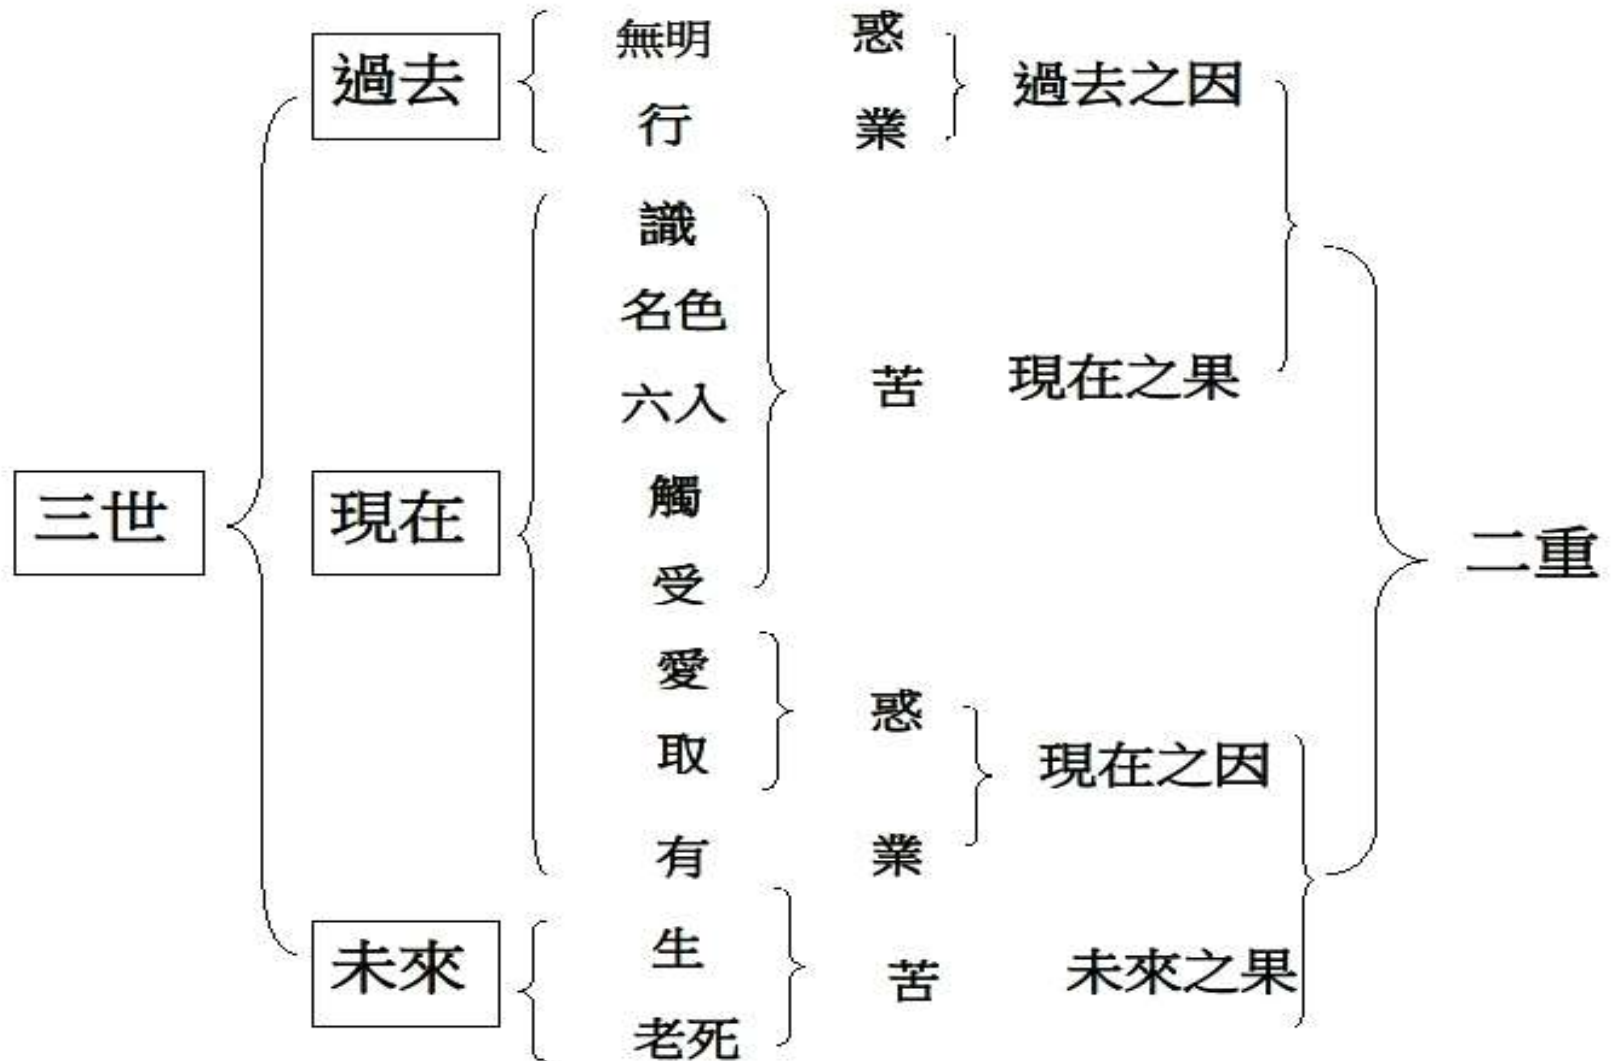 三世
過去
現在
未來
無明
行
識
名色
六入
觸
受
愛
取
有
生
老死
惑
業
苦
惑
業
苦
過去之因
現在之果
現在之因
未來之果
二重